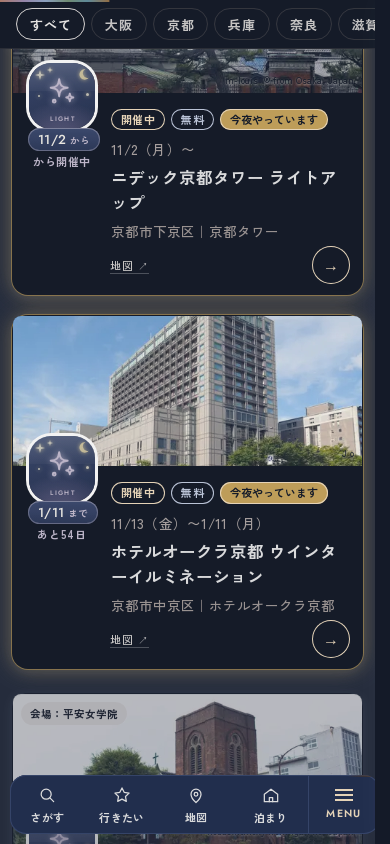 すべて
大阪
京都
兵庫
奈良
滋賀
LIGHT
11/2 から
から開催中
開催中
無料
今夜やっています
11/2（月）〜
ニデック京都タワー ライトア
ップ
京都市下京区｜京都タワー
地図 ↗
→
LIGHT
1/11 まで
あと54日
開催中
無料
今夜やっています
11/13（金）〜1/11（月）
ホテルオークラ京都 ウインタ
ーイルミネーション
京都市中京区｜ホテルオークラ京都
地図 ↗
→
会場：平安女学院
さがす
行きたい
地図
泊まり
MENU